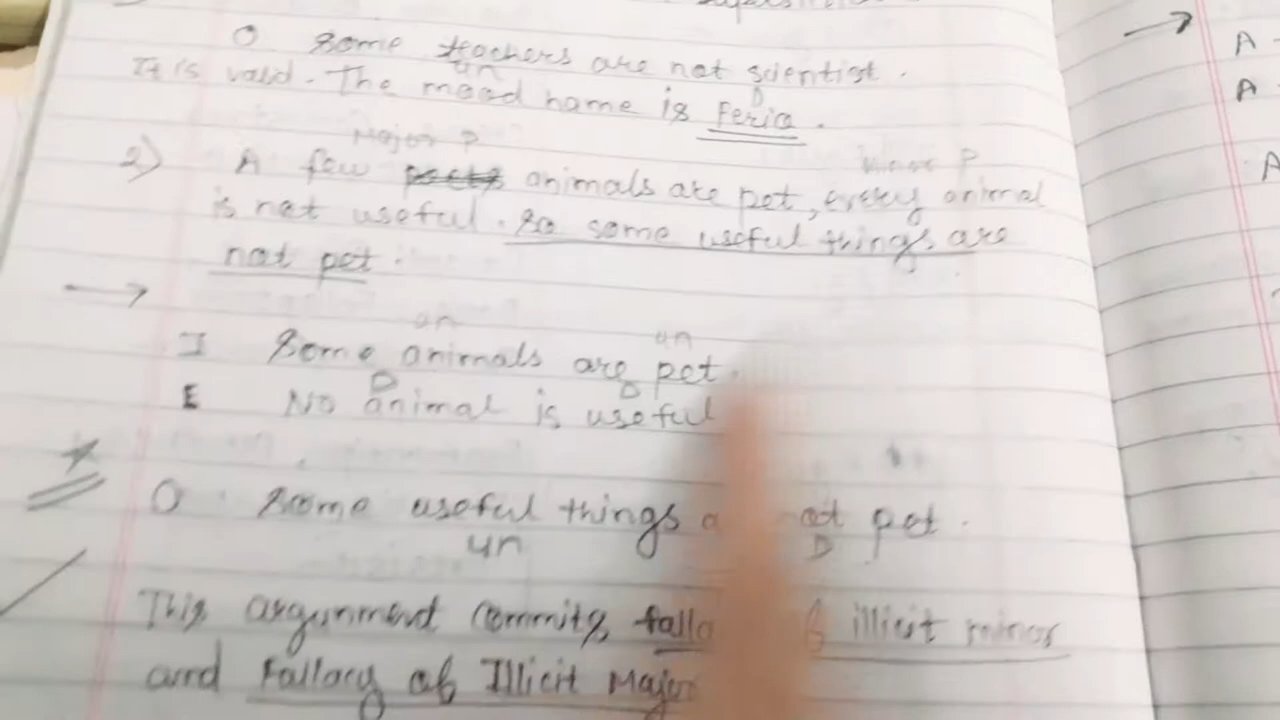 O Some teachers are not scientist.
un
It is valid. The mood name is Ferio.
D
Major P
Minor P
2) A few animals are pet, every animal
is not useful. So some useful things are
not pet.
→
un
un
I Some animals are pet.
D
D
E No animal is useful
O Some useful things not pet.
un
D
This argument commits illicit minor
and Fallacy of Illicit Major
→
A
A
A